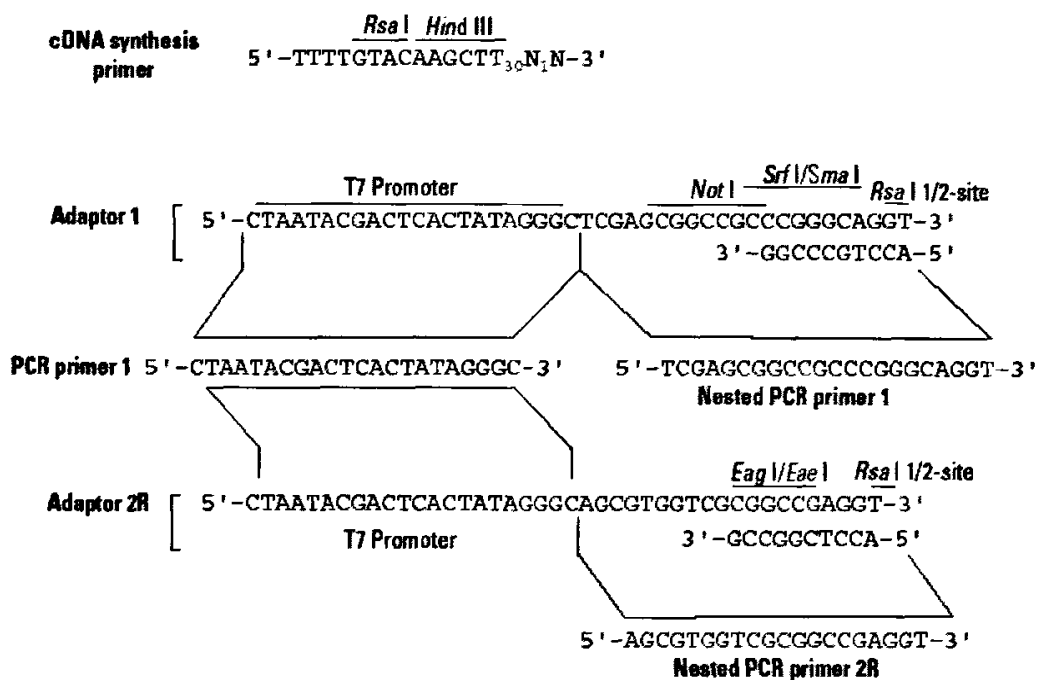 Rsa I Hind III
cDNA synthesis primer 5'-TTTTGTACAAGCTT30N1N-3'
T7 Promoter
Not I
Srf I/Sma I
Rsa I 1/2-site
Adaptor 1 5'-CTAATACGACTCACTATAGGGCTCGAGCGGCCGCCCGGGCAGGT-3'
3'-GGCCCGTCCA-5'
PCR primer 1 5'-CTAATACGACTCACTATAGGGC-3' 5'-TCGAGCGGCCGCCCGGGCAGGT-3'
Nested PCR primer 1
Eag I/Eae I Rsa I 1/2-site
Adaptor 2R 5'-CTAATACGACTCACTATAGGGCAGCGTGGTCGCGGCCGAGGT-3'
T7 Promoter 3'-GCCGGCTCCA-5'
5'-AGCGTGGTCGCGGCCGAGGT-3'
Nested PCR primer 2R